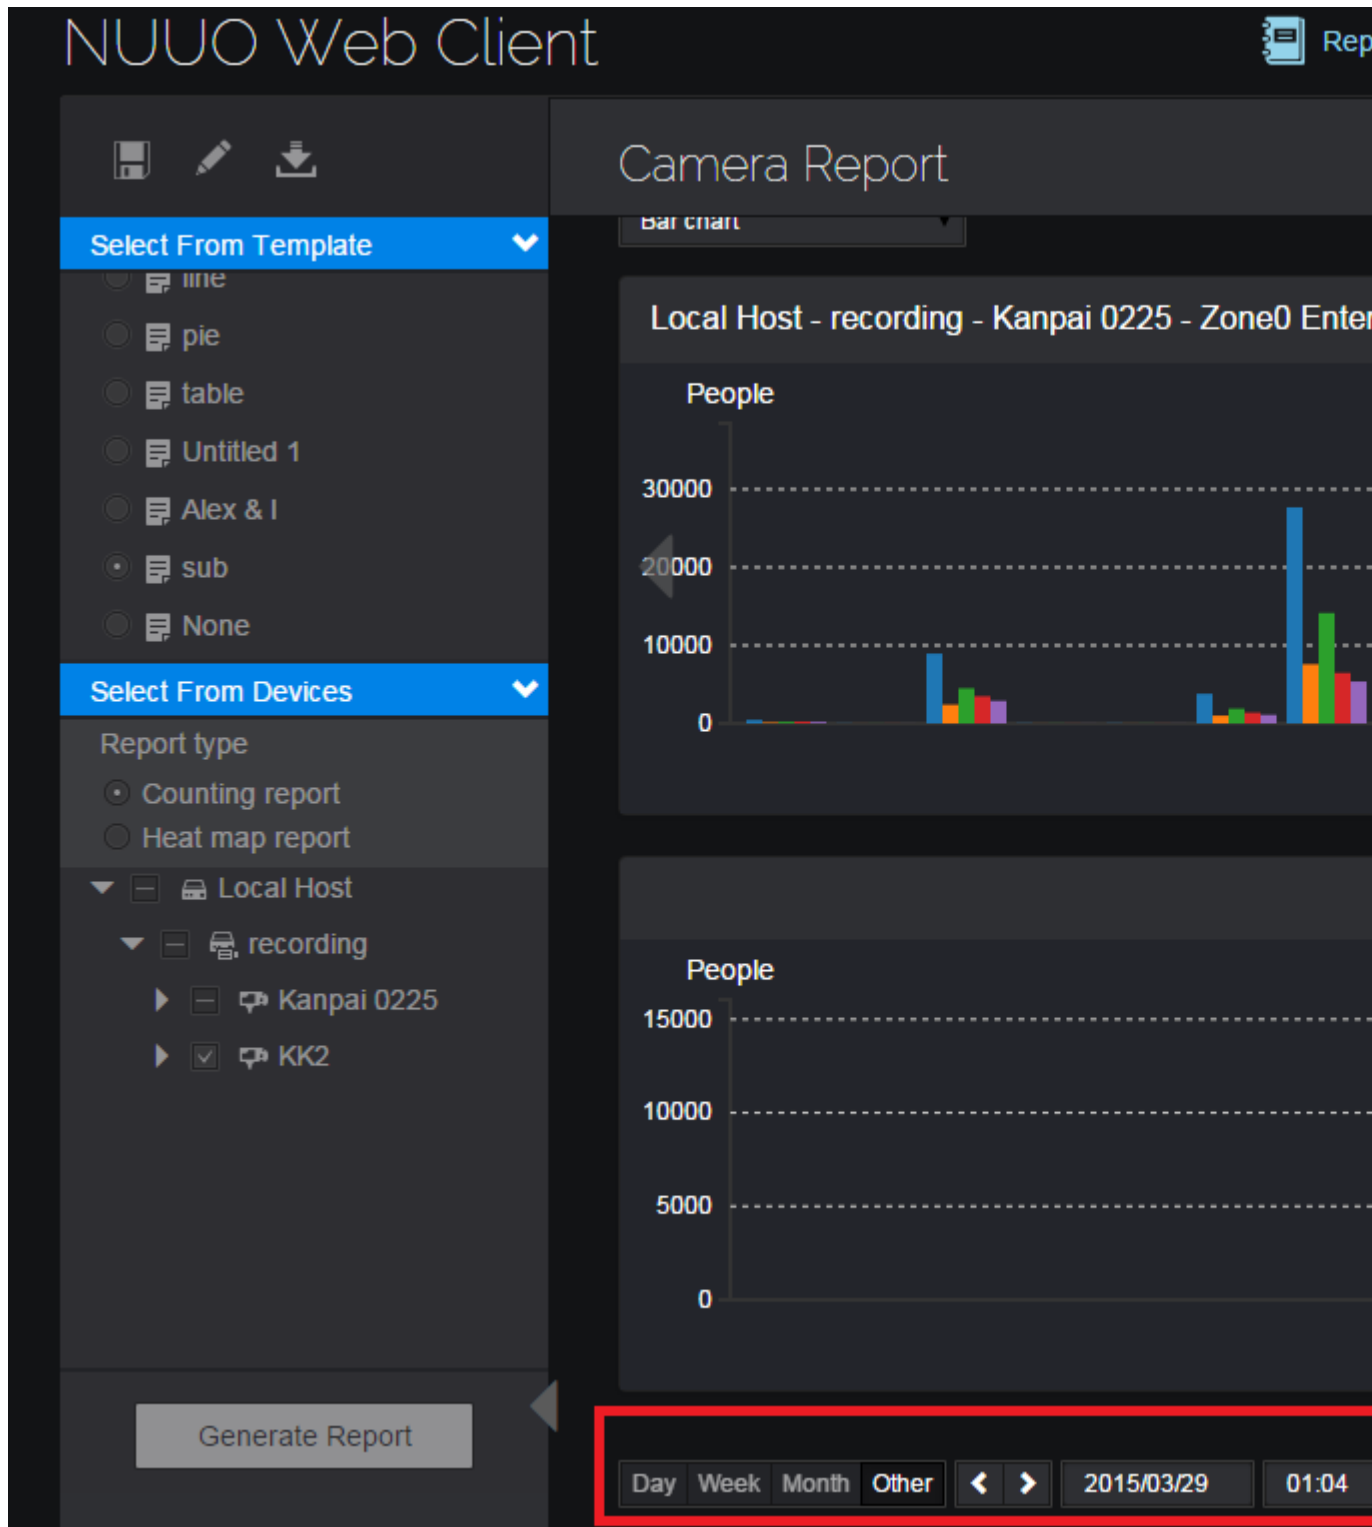 NUUO Web Client
Rep
Camera Report
Bar chart
Select From Template
line
pie
table
Untitled 1
Alex & I
sub
None
Select From Devices
Report type
Counting report
Heat map report
Local Host
recording
Kanpai 0225
KK2
Generate Report
Local Host - recording - Kanpai 0225 - Zone0 Enter
People
30000
20000
10000
0
People
15000
10000
5000
0
Day Week Month Other 2015/03/29 01:04